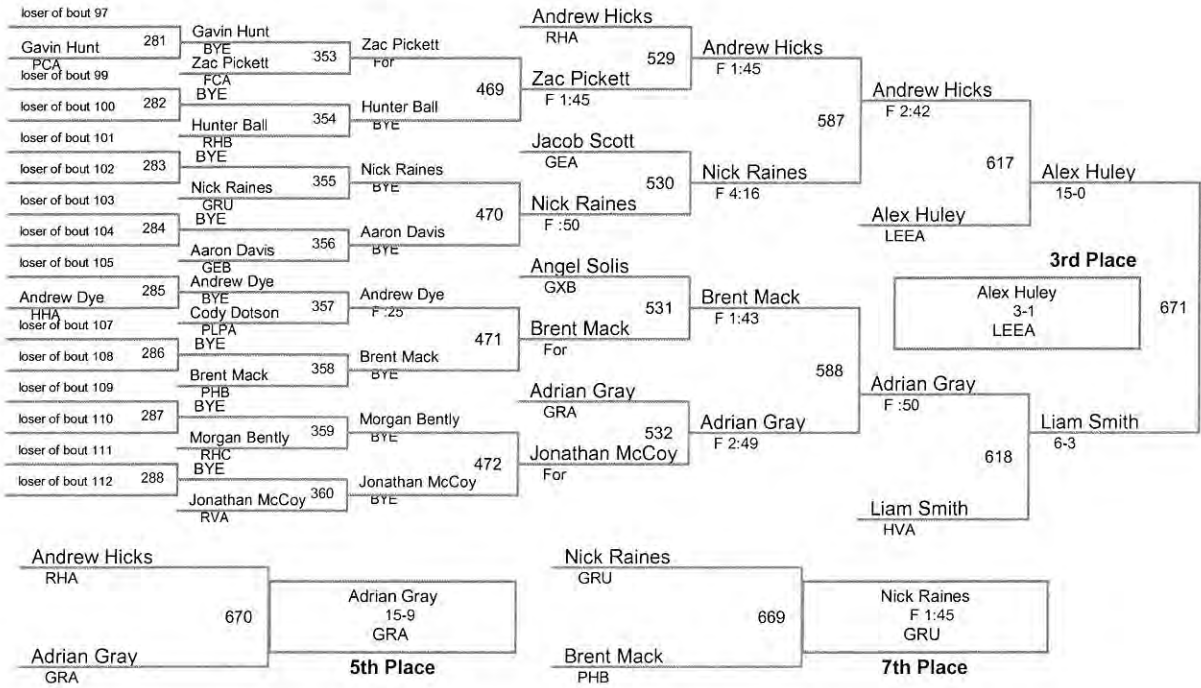 loser of bout 97
281
Gavin Hunt
PCA
loser of bout 99
282
loser of bout 100
loser of bout 101
283
loser of bout 102
loser of bout 103
284
loser of bout 104
loser of bout 105
285
Andrew Dye
HHA
loser of bout 107
286
loser of bout 108
loser of bout 109
287
loser of bout 110
loser of bout 111
288
loser of bout 112
Gavin Hunt
BYE
353
Zac Pickett
FCA
BYE
354
Hunter Ball
RHB
BYE
355
Nick Raines
GRU
BYE
356
Aaron Davis
GEB
Andrew Dye
BYE
357
Cody Dotson
PLPA
BYE
358
Brent Mack
PHB
BYE
359
Morgan Bently
RHC
BYE
360
Jonathan McCoy
RVA
Zac Pickett
For
469
Hunter Ball
BYE
Nick Raines
BYE
470
Aaron Davis
BYE
Andrew Dye
F :25
471
Brent Mack
BYE
Morgan Bently
BYE
472
Jonathan McCoy
BYE
Andrew Hicks
RHA
529
Zac Pickett
F 1:45
Jacob Scott
GEA
530
Nick Raines
F :50
Angel Solis
GXB
531
Brent Mack
For
Adrian Gray
GRA
532
Jonathan McCoy
For
Andrew Hicks
F 1:45
587
Nick Raines
F 4:16
Brent Mack
F 1:43
588
Adrian Gray
F 2:49
Andrew Hicks
F 2:42
617
Alex Huley
LEEA
Adrian Gray
F :50
618
Liam Smith
HVA
Alex Huley
15-0
671
Liam Smith
6-3
3rd Place
Alex Huley
3-1
LEEA
Andrew Hicks
RHA
670
Adrian Gray
GRA
Adrian Gray
15-9
GRA
5th Place
Nick Raines
GRU
669
Brent Mack
PHB
Nick Raines
F 1:45
GRU
7th Place